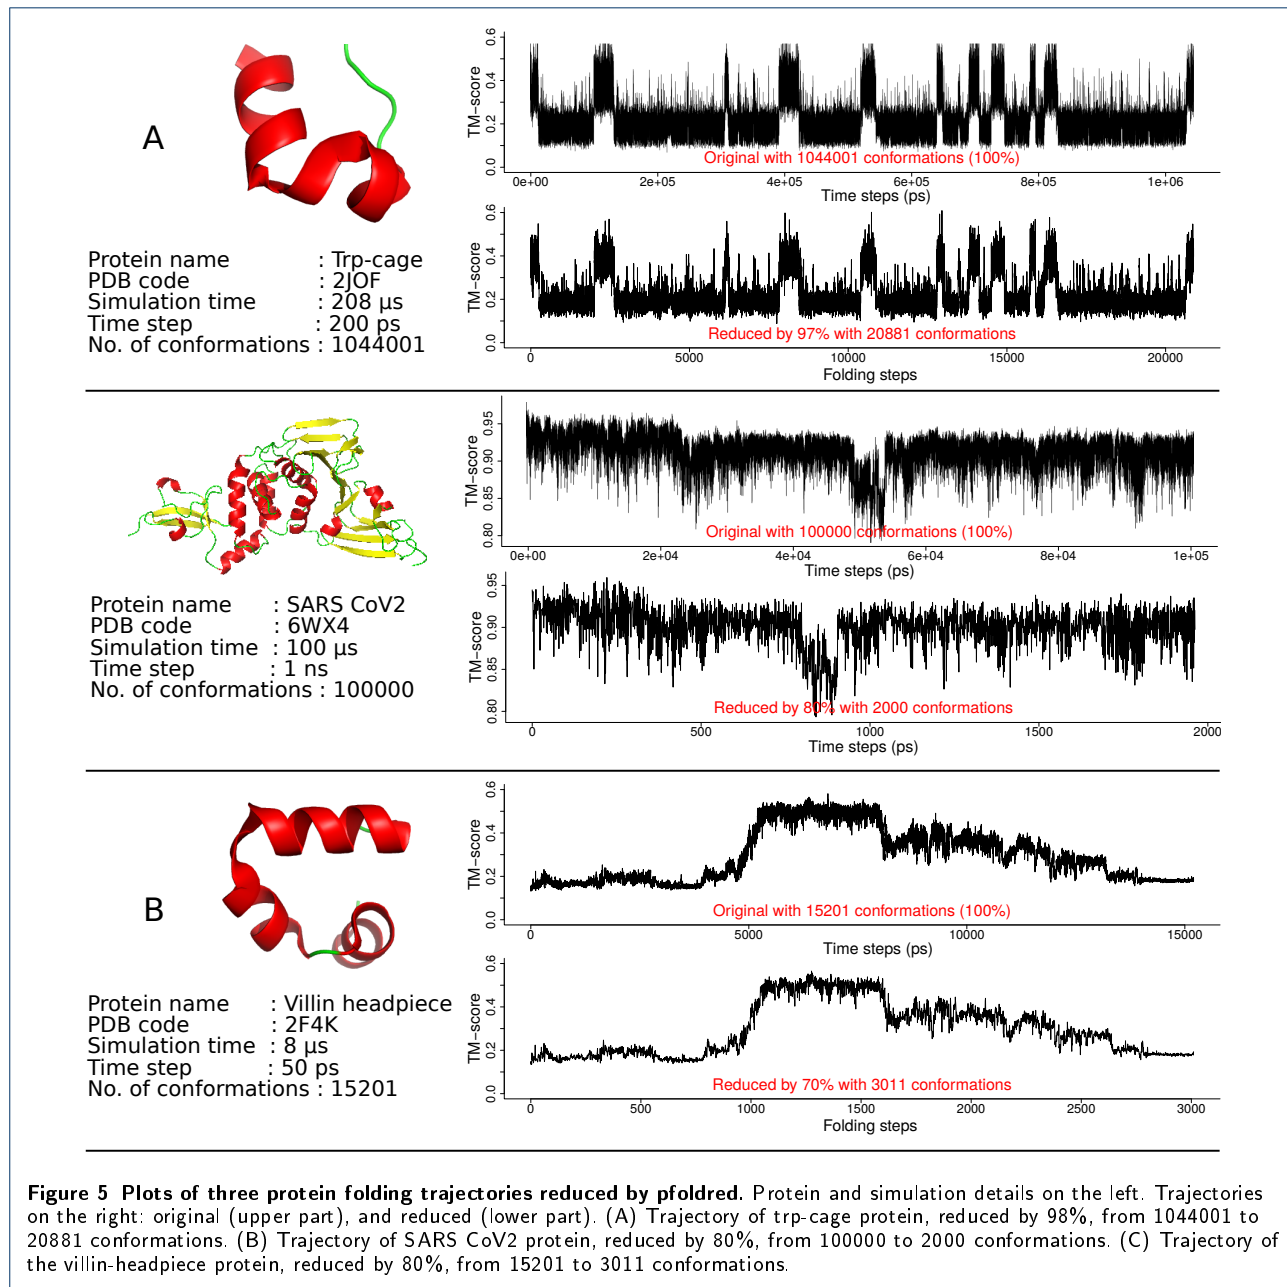 A
Protein name : Trp-cage
PDB code : 2JOF
Simulation time : 208 µs
Time step : 200 ps
No. of conformations : 1044001
TM−score
0.0 0.2 0.4 0.6
Original with 1044001 conformations (100%)
0e+00 2e+05 4e+05 6e+05 8e+05 1e+06
Time steps (ps)
TM−score
0.0 0.2 0.4 0.6
Reduced by 97% with 20881 conformations
0 5000 10000 15000 20000
Folding steps
Protein name : SARS CoV2
PDB code : 6WX4
Simulation time : 100 µs
Time step : 1 ns
No. of conformations : 100000
TM−score
0.80 0.85 0.90 0.95
Original with 100000 conformations (100%)
0e+00 2e+04 4e+04 6e+04 8e+04 1e+05
Time steps (ps)
TM−score
0.80 0.85 0.90 0.95
Reduced by 80% with 2000 conformations
0 500 1000 1500 2000
Time steps (ps)
B
Protein name : Villin headpiece
PDB code : 2F4K
Simulation time : 8 µs
Time step : 50 ps
No. of conformations : 15201
TM−score
0.0 0.2 0.4 0.6
Original with 15201 conformations (100%)
0 5000 10000 15000
Time steps (ps)
TM−score
0.0 0.2 0.4 0.6
Reduced by 70% with 3011 conformations
0 500 1000 1500 2000 2500 3000
Folding steps
Figure 5 Plots of three protein folding trajectories reduced by pfoldred. Protein and simulation details on the left. Trajectories
on the right: original (upper part), and reduced (lower part). (A) Trajectory of trp-cage protein, reduced by 98%, from 1044001 to
20881 conformations. (B) Trajectory of SARS CoV2 protein, reduced by 80%, from 100000 to 2000 conformations. (C) Trajectory of
the villin-headpiece protein, reduced by 80%, from 15201 to 3011 conformations.